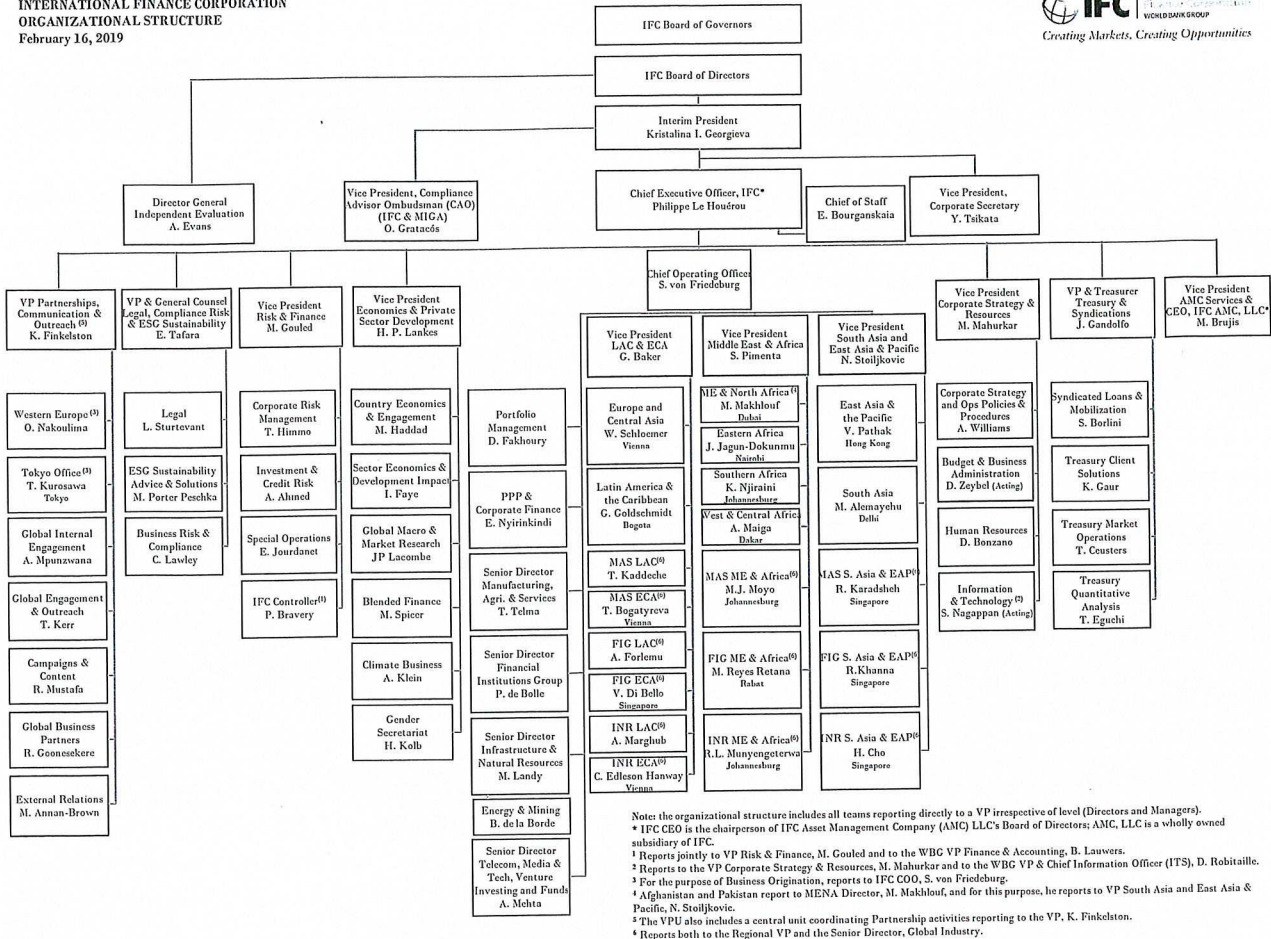 INTERNATIONAL FINANCE CORPORATION
ORGANIZATIONAL STRUCTURE
February 16, 2019
IFC
WORLD BANK GROUP
Creating Markets, Creating Opportunities
IFC Board of Governors
IFC Board of Directors
Interim President
Kristalina I. Georgieva
Director General
Independent Evaluation
A. Evans
Vice President, Compliance
Advisor Ombudsman (CAO)
(IFC & MIGA)
O. Gratacós
Chief Executive Officer, IFC*
Philippe Le Houérou
Chief of Staff
E. Bourganskaia
Vice President,
Corporate Secretary
Y. Tsikata
Chief Operating Officer
S. von Friedeburg
VP Partnerships,
Communication &
Outreach (5)
K. Finkelston
VP & General Counsel
Legal, Compliance Risk
& ESG Sustainability
E. Tafara
Vice President
Risk & Finance
M. Gouled
Vice President
Economics & Private
Sector Development
H. P. Lankes
Vice President
LAC & ECA
G. Baker
Vice President
Middle East & Africa
S. Pimenta
Vice President
South Asia and
East Asia & Pacific
N. Stoiljkovic
Vice President
Corporate Strategy &
Resources
M. Mahurkar
VP & Treasurer
Treasury &
Syndications
J. Gandolfo
Vice President
AMC Services &
CEO, IFC AMC, LLC*
M. Brujis
Western Europe (3)
O. Nakoulima
Tokyo Office (3)
T. Kurosawa
Tokyo
Global Internal
Engagement
A. Mpunzwana
Global Engagement
& Outreach
T. Kerr
Campaigns &
Content
R. Mustafa
Global Business
Partners
R. Goonesekere
External Relations
M. Annan-Brown
Legal
L. Sturtevant
ESG Sustainability
Advice & Solutions
M. Porter Peschka
Business Risk &
Compliance
C. Lawley
Corporate Risk
Management
T. Himmo
Investment &
Credit Risk
A. Ahmed
Special Operations
E. Jourdanet
IFC Controller(1)
P. Bravery
Country Economics
& Engagement
M. Haddad
Sector Economics &
Development Impact
I. Faye
Global Macro &
Market Research
JP Lacombe
Blended Finance
M. Spicer
Climate Business
A. Klein
Gender
Secretariat
H. Kolb
Portfolio
Management
D. Fakhoury
PPP &
Corporate Finance
E. Nyirinkindi
Senior Director
Manufacturing,
Agri. & Services
T. Telma
Senior Director
Financial
Institutions Group
P. de Bolle
Senior Director
Infrastructure &
Natural Resources
M. Landy
Energy & Mining
B. de la Borde
Senior Director
Telecom, Media &
Tech, Venture
Investing and Funds
A. Mehta
Europe and
Central Asia
W. Schloemer
Vienna
Latin America &
the Caribbean
G. Goldschmidt
Bogota
MAS LAC(6)
T. Kaddeche
MAS ECA(6)
T. Bogatyreva
Vienna
FIG LAC(6)
A. Forlemu
FIG ECA(6)
V. Di Bello
Singapore
INR LAC(6)
A. Marghub
INR ECA(6)
C. Edleson Hanway
Vienna
ME & North Africa (4
M. Makhlouf
Dubai
Eastern Africa
J. Jagun-Dokunmu
Nairobi
Southern Africa
K. Njiraini
Johannesburg
West & Central Africa
A. Maiga
Dakar
MAS ME & Africa(6)
M.J. Moyo
Johannesburg
FIG ME & Africa(6)
M. Reyes Retana
Rabat
INR ME & Africa(6)
R.L. Munyengeterwa
Johannesburg
East Asia &
the Pacific
V. Pathak
Hong Kong
South Asia
M. Alemayehu
Delhi
MAS S. Asia & EAP(6
R. Karadsheh
Singapore
FIG S. Asia & EAP(6
R.Khanna
Singapore
INR S. Asia & EAP(6
H. Cho
Singapore
Corporate Strategy
and Ops Policies &
Procedures
A. Williams
Budget & Business
Administration
D. Zeybel (Acting)
Human Resources
D. Bonzano
Information
& Technology (2)
S. Nagappan (Acting)
Syndicated Loans &
Mobilization
S. Borlini
Treasury Client
Solutions
K. Gaur
Treasury Market
Operations
T. Ceusters
Treasury
Quantitative
Analysis
T. Eguchi
Note: the organizational structure includes all teams reporting directly to a VP irrespective of level (Directors and Managers).
* IFC CEO is the chairperson of IFC Asset Management Company (AMC) LLC's Board of Directors; AMC, LLC is a wholly owned
subsidiary of IFC.
1 Reports jointly to VP Risk & Finance, M. Gouled and to the WBG VP Finance & Accounting, B. Lauwers.
2 Reports to the VP Corporate Strategy & Resources, M. Mahurkar and to the WBG VP & Chief Information Officer (ITS), D. Robitaille.
3 For the purpose of Business Origination, reports to IFC COO, S. von Friedeburg.
4 Afghanistan and Pakistan report to MENA Director, M. Makhlouf, and for this purpose, he reports to VP South Asia and East Asia &
Pacific, N. Stoiljkovic.
5 The VPU also includes a central unit coordinating Partnership activities reporting to the VP, K. Finkelston.
6 Reports both to the Regional VP and the Senior Director, Global Industry.